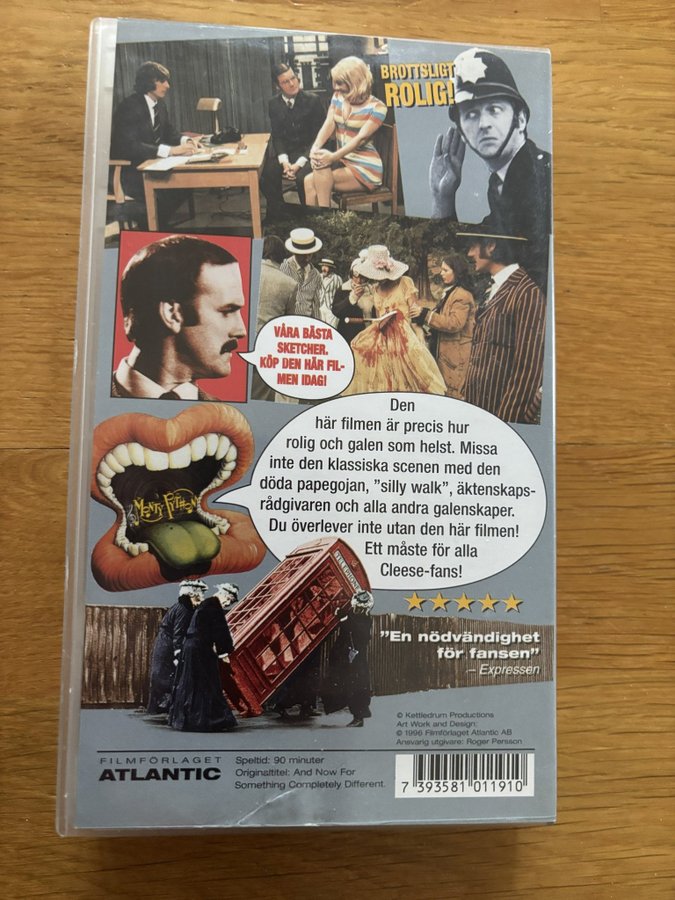 BROTTSLIGT
ROLIG!
VÅRA BÄSTA
SKETCHER.
KÖP DEN HÄR FIL-
MEN IDAG!
Den
här filmen är precis hur
rolig och galen som helst. Missa
inte den klassiska scenen med den
döda papegojan, ”silly walk”, äktenskaps-
rådgivaren och alla andra galenskaper.
Du överlever inte utan den här filmen!
Ett måste för alla
Cleese-fans!
MONTY PYTHON
TELEPHONE
”En nödvändighet
för fansen”
– Expressen
© Kettledrum Productions
Art Work and Design:
© 1996 Filmförlaget Atlantic AB
Ansvarig utgivare: Roger Persson
FILMFÖRLAGET
ATLANTIC
Speltid: 90 minuter
Originaltitel: And Now For
Something Completely Different.
7 393581 011910